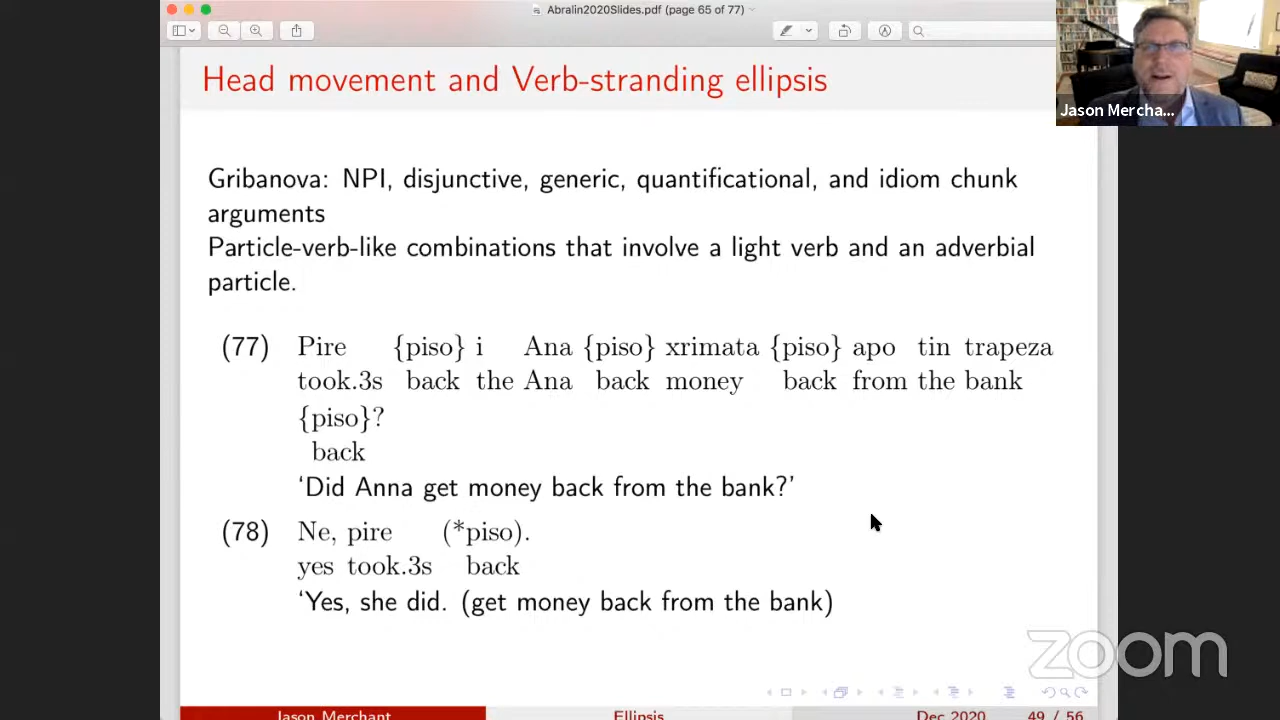 Abralin2020Slides.pdf (page 65 of 77)
Head movement and Verb-stranding ellipsis
Jason Mercha...
Gribanova: NPI, disjunctive, generic, quantificational, and idiom chunk
arguments
Particle-verb-like combinations that involve a light verb and an adverbial
particle.
(77) Pire {piso} i Ana {piso} xrimata {piso} apo tin trapeza
took.3s back the Ana back money back from the bank
{piso}?
back
‘Did Anna get money back from the bank?’
(78) Ne, pire (*piso).
yes took.3s back
‘Yes, she did. (get money back from the bank)
zoom
Jason Merchant Ellipsis Dec 2020 49 / 56